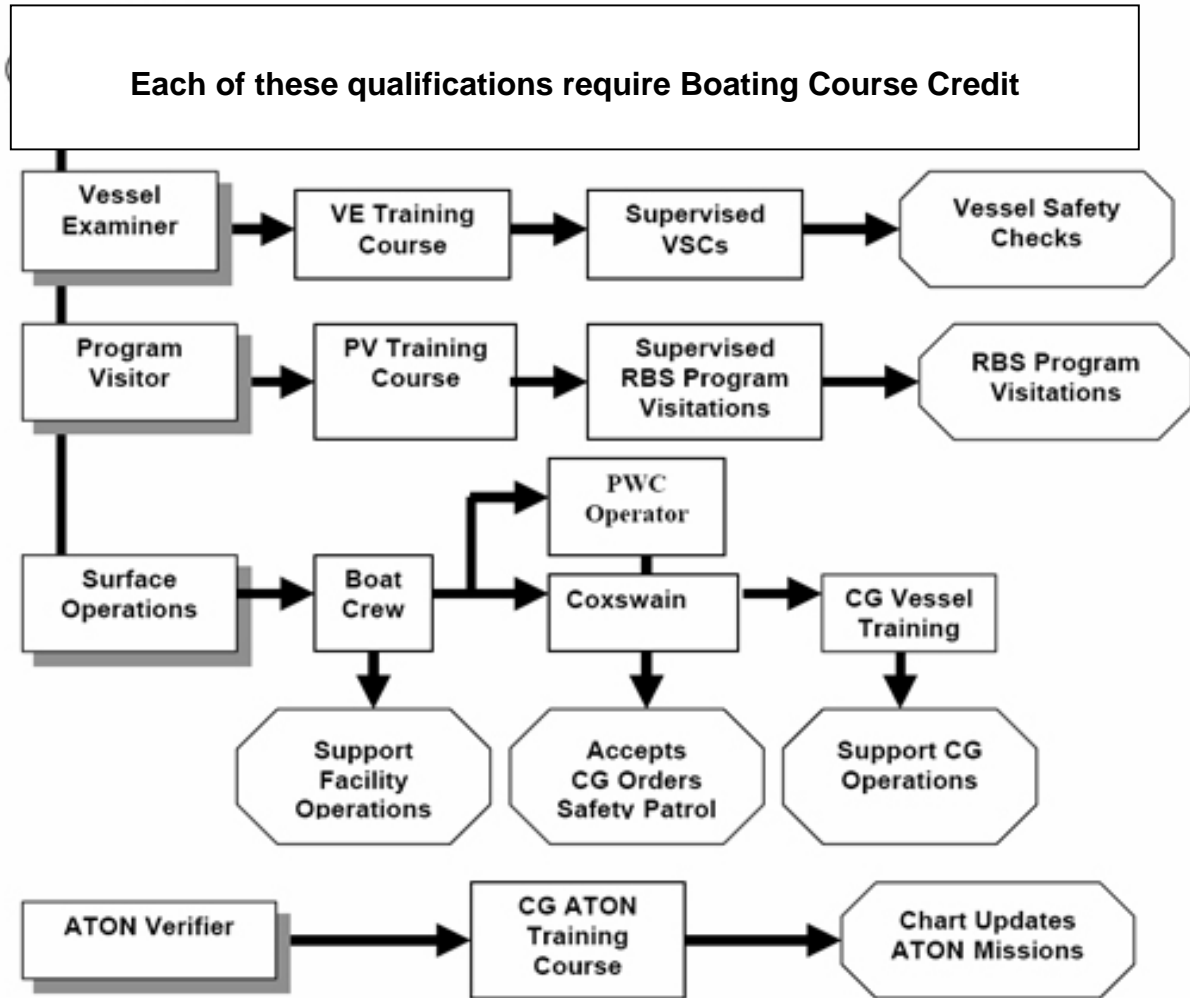 Each of these qualifications require Boating Course Credit
Vessel
Examiner
VE Training
Course
Supervised
VSCs
Vessel Safety
Checks
Program
Visitor
PV Training
Course
Supervised
RBS Program
Visitations
RBS Program
Visitations
PWC
Operator
Surface
Operations
Boat
Crew
Coxswain
CG Vessel
Training
Support
Facility
Operations
Accepts
CG Orders
Safety Patrol
Support CG
Operations
ATON Verifier
CG ATON
Training
Course
Chart Updates
ATON Missions